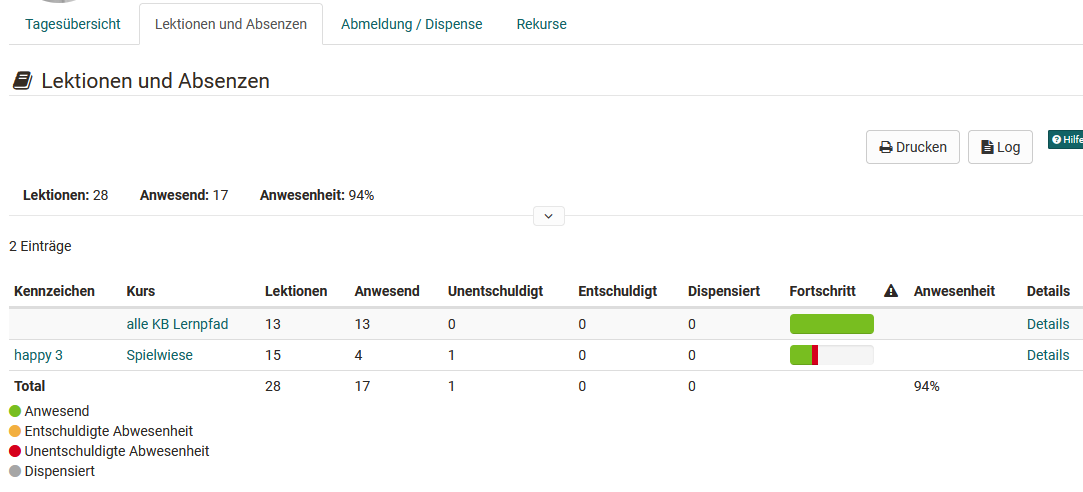 Tagesübersicht Lektionen und Absenzen Abmeldung / Dispense Rekurse
Lektionen und Absenzen
Drucken Log Hilfe
Lektionen: 28 Anwesend: 17 Anwesenheit: 94%
2 Einträge
Kennzeichen Kurs Lektionen Anwesend Unentschuldigt Entschuldigt Dispensiert Fortschritt Anwesenheit Details
alle KB Lernpfad 13 13 0 0 0 Details
happy 3 Spielwiese 15 4 1 0 0 Details
Total 28 17 1 0 0 94%
Anwesend
Entschuldigte Abwesenheit
Unentschuldigte Abwesenheit
Dispensiert